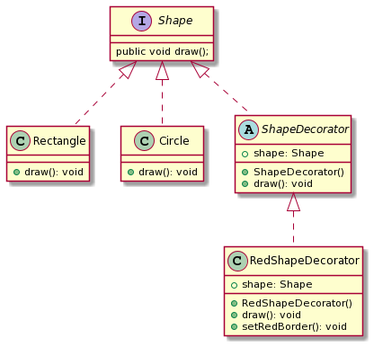 I Shape
public void draw();
C Rectangle
draw(): void
C Circle
draw(): void
A ShapeDecorator
shape: Shape
ShapeDecorator()
draw(): void
C RedShapeDecorator
shape: Shape
RedShapeDecorator()
draw(): void
setRedBorder(): void